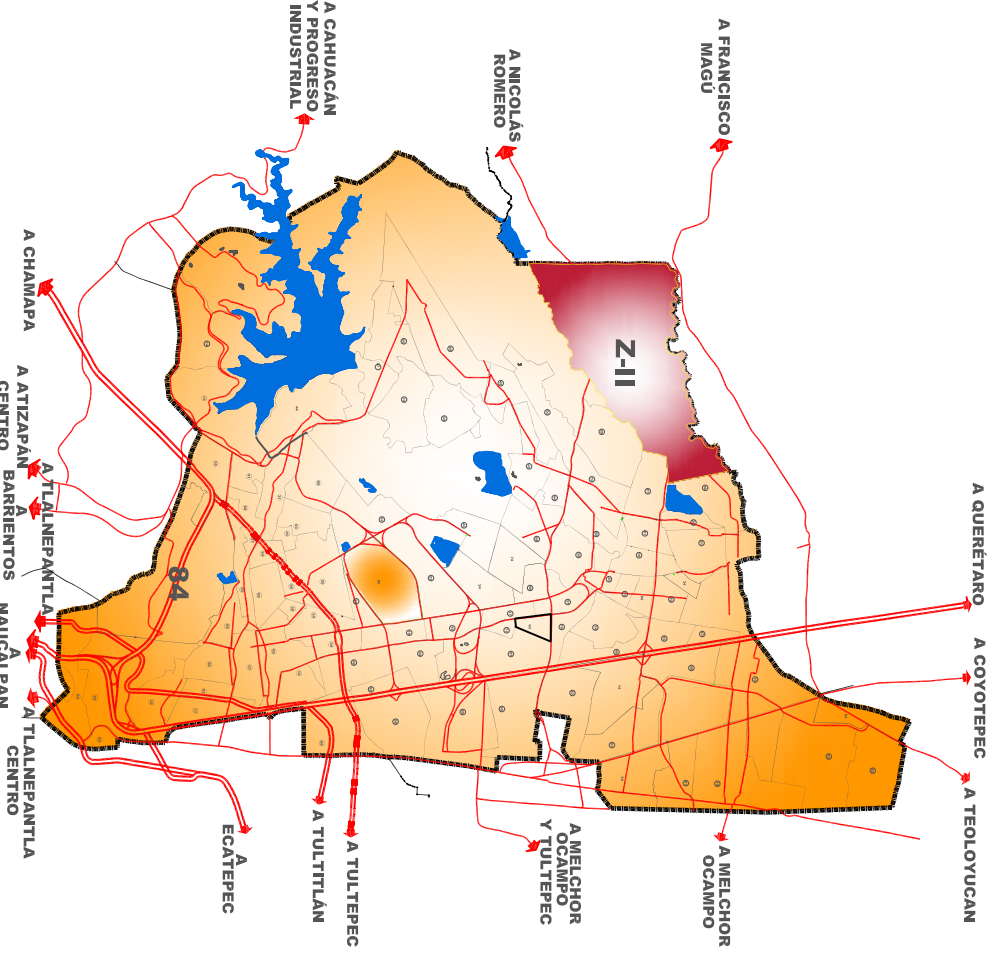 A CAHUACÁN
Y PROGRESO
INDUSTRIAL
A NICOLÁS
ROMERO
A FRANCISCO
MAGÚ
A CHAMAPA
A ATIZAPÁN
CENTRO
A TLALNEPANTLA
A
BARRIENTOS
A
NAUCALPAN
A TLALNEPANTLA
CENTRO
Z-II
84
A QUERÉTARO
A COYOTEPEC
A TEOLOYUCAN
A
ECATEPEC
A TULTITLÁN
A TULTEPEC
A MELCHOR
OCAMPO
Y TULTEPEC
A MELCHOR
OCAMPO